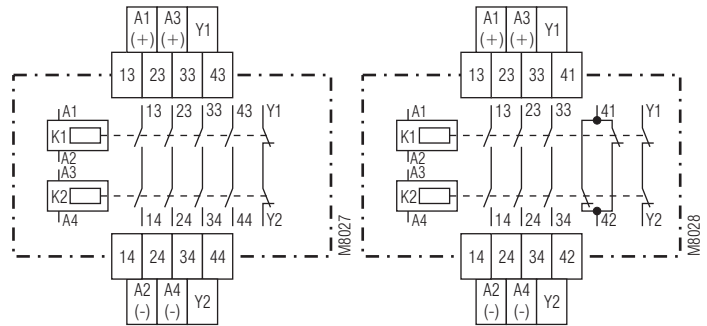 A1 A3 Y1
(+) (+)
13 23 33 43
A1 13 23 33 43 Y1
K1
A2
A3
K2
A4 14 24 34 44 Y2
14 24 34 44
A2 A4 Y2
(-) (-)
M8027
A1 A3 Y1
(+) (+)
13 23 33 41
A1 13 23 33 41 Y1
K1
A2
A3
K2
A4 14 24 34 42 Y2
14 24 34 42
A2 A4 Y2
(-) (-)
M8028